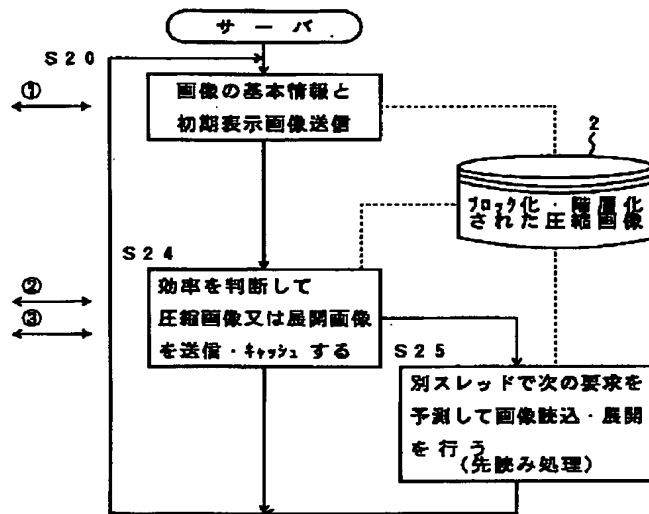 サーバ
S20
①
画像の基本情報と
初期表示画像送信
2
ブロック化・階層化
された圧縮画像
S24
②
③
効率を判断して
圧縮画像又は展開画像
を送信・キャッシュする
S25
別スレッドで次の要求を
予測して画像読込・展開
を行う
(先読み処理)